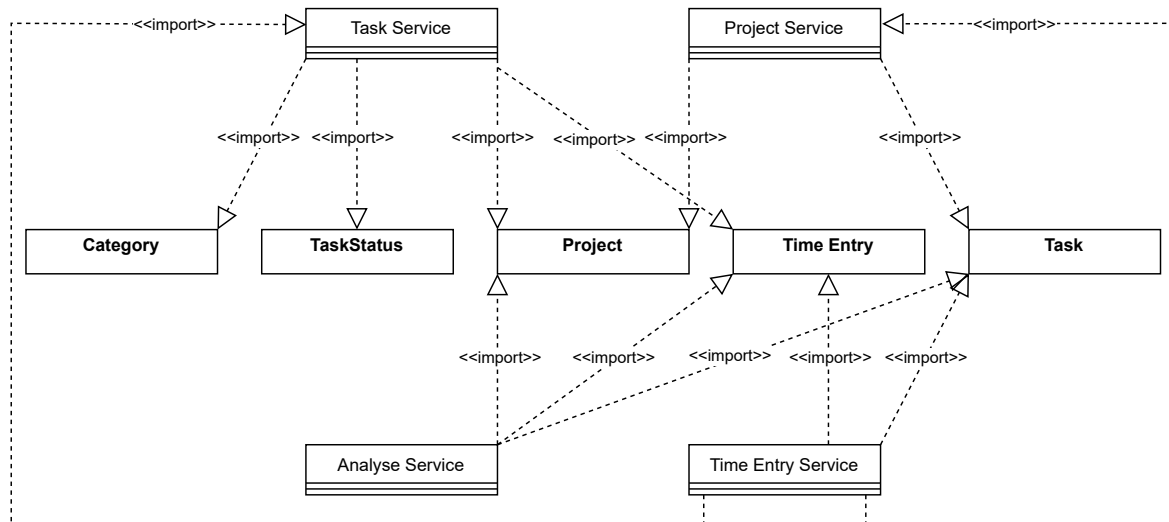 <<import>>
Task Service
Project Service
<<import>>
<<import>>
<<import>>
<<import>>
<<import>>
<<import>>
<<import>>
Category
TaskStatus
Project
Time Entry
Task
<<import>>
<<import>>
<<import>>
<<import>>
<<import>>
Analyse Service
Time Entry Service